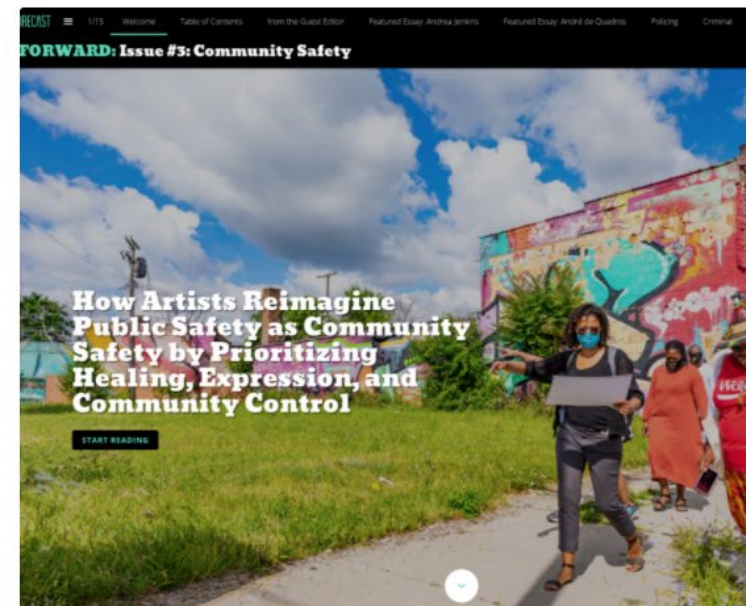 RECAST 1/15 Welcome Table of Contents from the Guest Editor Featured Essay: Andrea Jenkins Featured Essay: André de Quadros Policing Criminal
FORWARD: Issue #3: Community Safety
How Artists Reimagine
Public Safety as Community
Safety by Prioritizing
Healing, Expression, and
Community Control
START READING